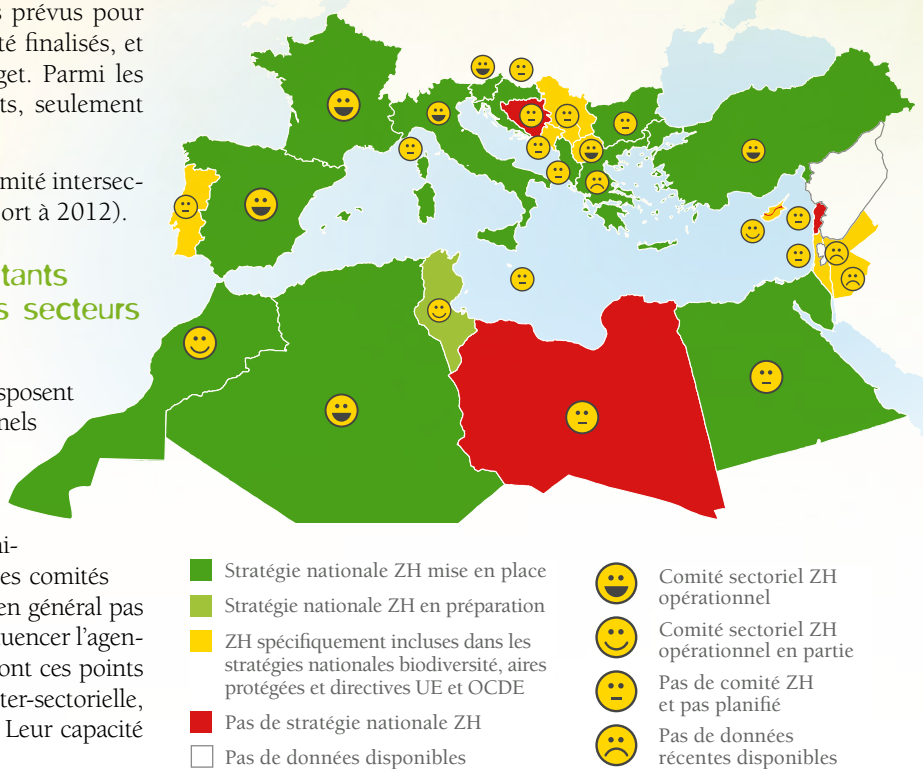 s prévus pour
té finalisés, et
get. Parmi les
ts, seulement
omité intersec-
ort à 2012).
tants
s secteurs
sposent
nels
ni-
es comités
en général pas
uencer l'agen-
ont ces points
ter-sectorielle,
Leur capacité
Stratégie nationale ZH mise en place
Stratégie nationale ZH en préparation
ZH spécifiquement incluses dans les
stratégies nationales biodiversité, aires
protégées et directives UE et OCDE
Pas de stratégie nationale ZH
Pas de données disponibles
Comité sectoriel ZH
opérationnel
Comité sectoriel ZH
opérationnel en partie
Pas de comité ZH
et pas planifié
Pas de données
récentes disponibles